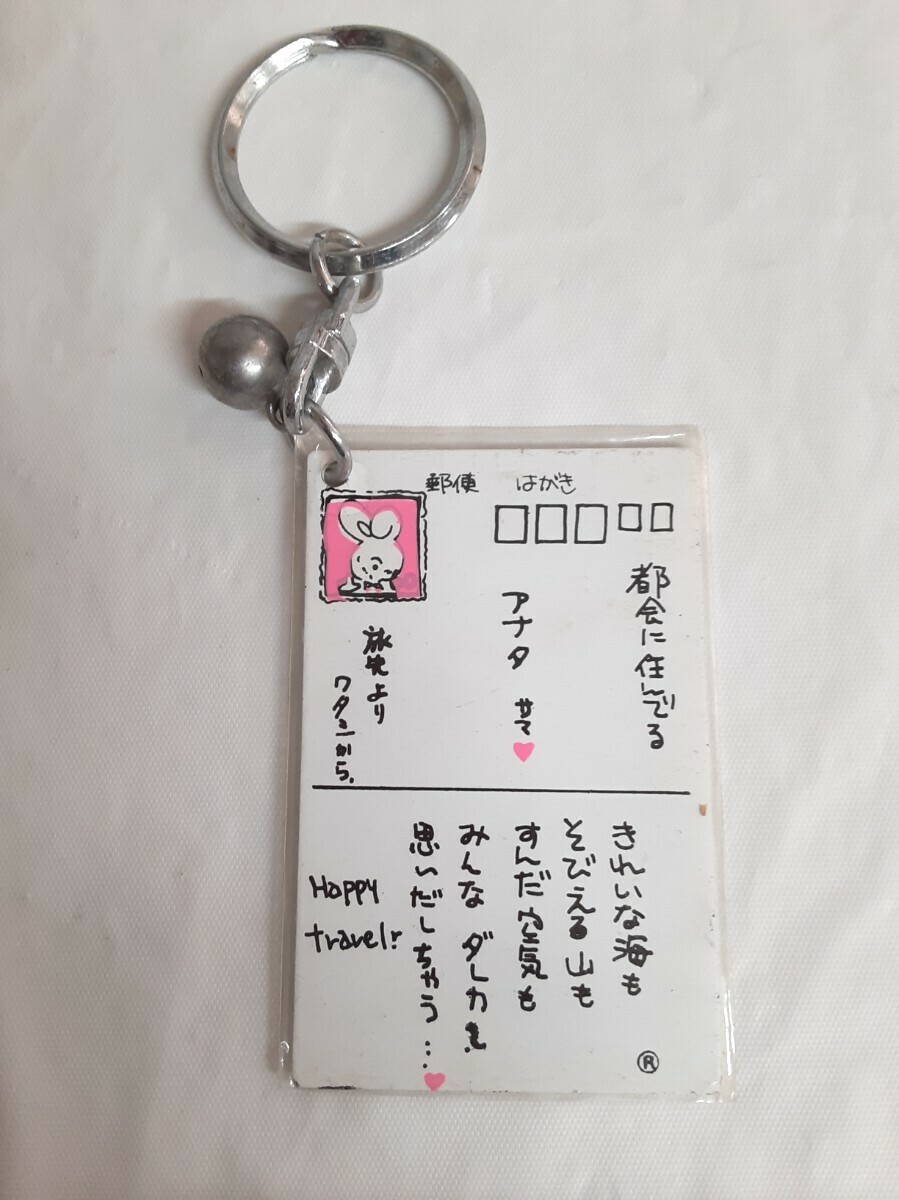 郵便 はがき
都会に住んでる
アナタ サマ
旅先より
ワタシから.
きれいな海も
そびえる山も
すんだ空気も
みんな ダレカを
思いだしちゃう…
Happy
travel!
®